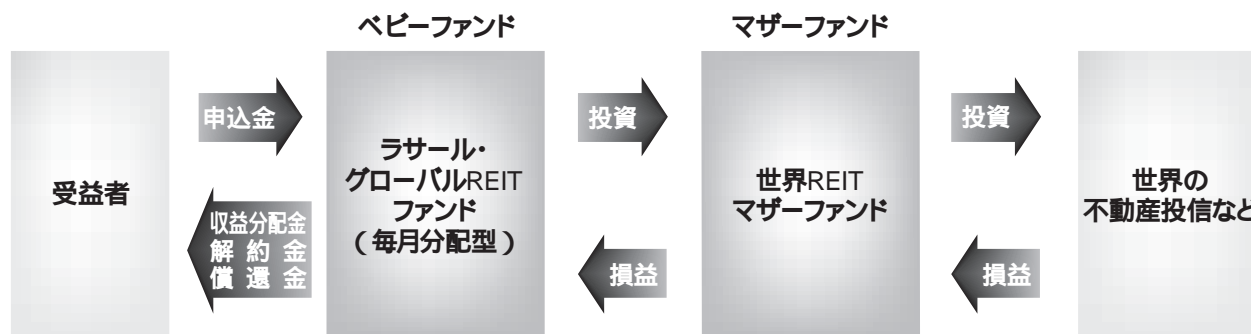 ベビーファンド
マザーファンド
受益者
申込金
収益分配金
解約金
償還金
ラサール・
グローバルREIT
ファンド
(毎月分配型)
投資
損益
世界REIT
マザーファンド
投資
損益
世界の
不動産投信など